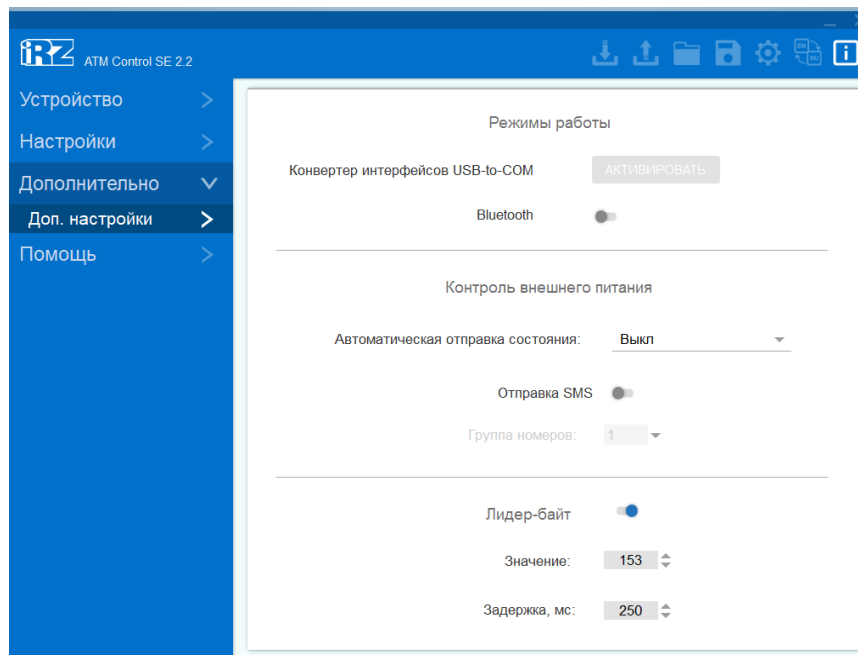 iRZ ATM Control SE 2.2
EN
RU
Устройство
Настройки
Дополнительно
Доп. настройки
Помощь
Режимы работы
Конвертер интерфейсов USB-to-COM АКТИВИРОВАТЬ
Bluetooth
Контроль внешнего питания
Автоматическая отправка состояния: Выкл
Отправка SMS
Группа номеров: 1
Лидер-байт
Значение: 153
Задержка, мс: 250